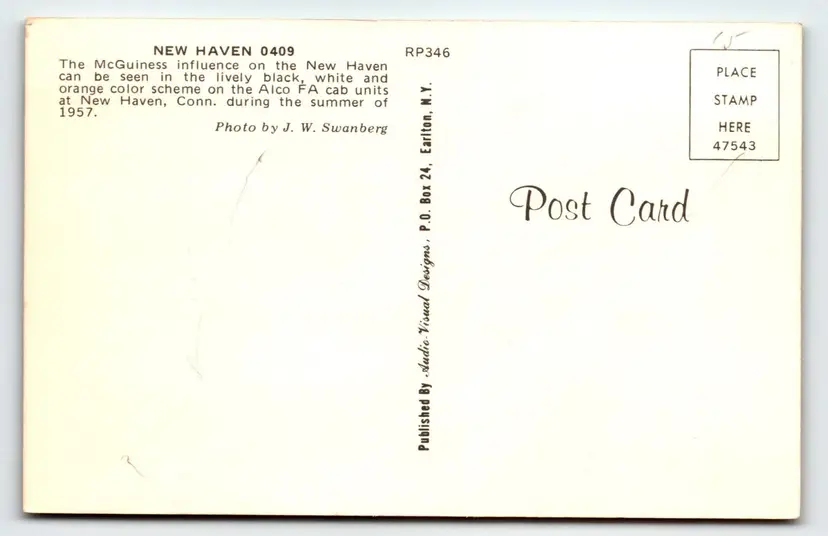 NEW HAVEN 0409
The McGuiness influence on the New Haven
can be seen in the lively black, white and
orange color scheme on the Alco FA cab units
at New Haven, Conn. during the summer of
1957.
Photo by J. W. Swanberg
RP346
Published By Audio-Visual Designs, P.O. Box 24, Earlton, N.Y.
PLACE
STAMP
HERE
47543
Post Card